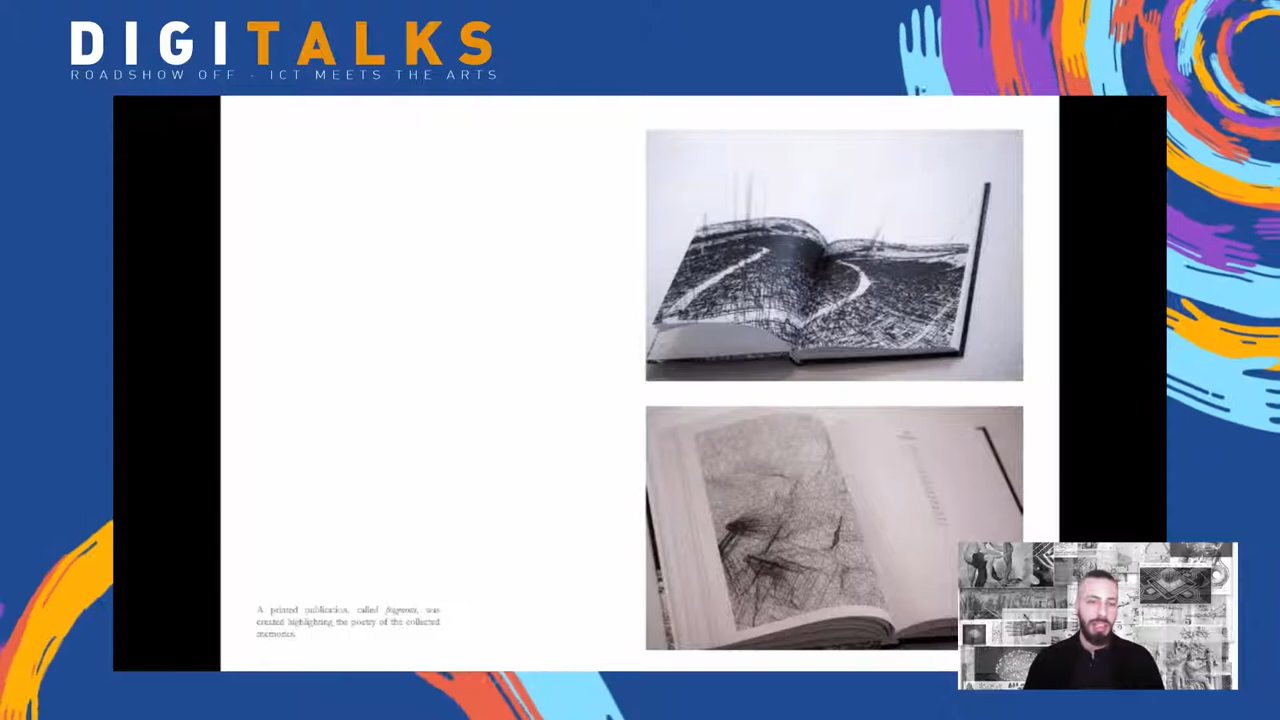 DIGITALKS
ROADSHOW OFF - ICT MEETS THE ARTS
A printed publication, called fragments, was
created highlighting the poetry of the collected
memories.